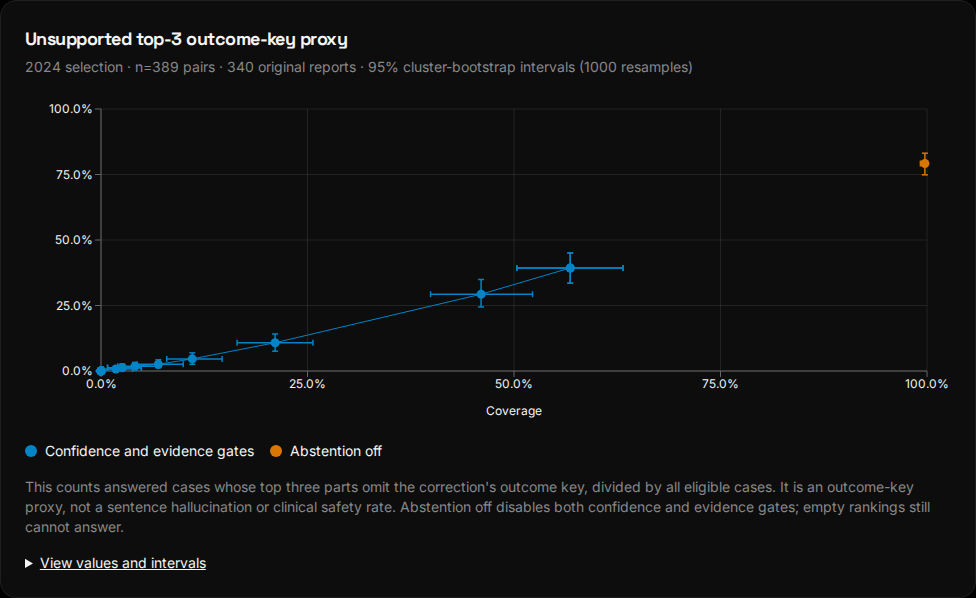 Unsupported top-3 outcome-key proxy
2024 selection · n=389 pairs · 340 original reports · 95% cluster-bootstrap intervals (1000 resamples)
100.0%
75.0%
50.0%
25.0%
0.0%
0.0% 25.0% 50.0% 75.0% 100.0%
Coverage
Confidence and evidence gates Abstention off
This counts answered cases whose top three parts omit the correction's outcome key, divided by all eligible cases. It is an outcome-key
proxy, not a sentence hallucination or clinical safety rate. Abstention off disables both confidence and evidence gates; empty rankings still
cannot answer.
▶ View values and intervals